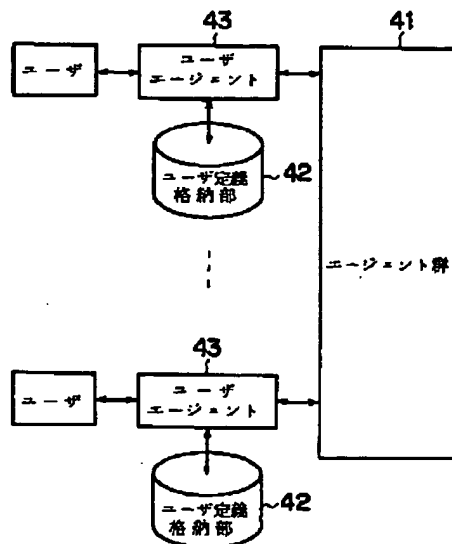 43
41
ユーザ
ユーザ
エージェント
ユーザ定義
格納部
42
エージェント群
43
ユーザ
ユーザ
エージェント
ユーザ定義
格納部
42